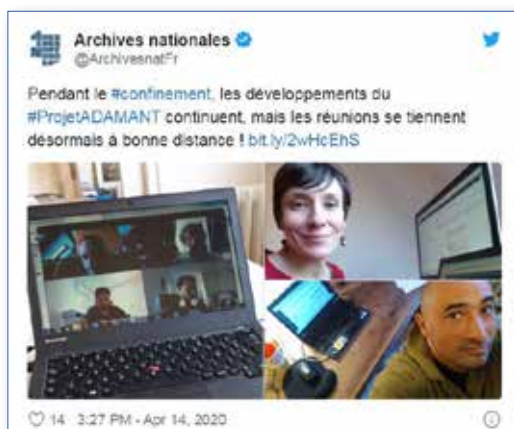 Archives nationales
@ArchivesnatFr
Pendant le #confinement, les développements du
#ProjetADAMANT continuent, mais les réunions se tiennent
désormais à bonne distance ! bit.ly/2wHcEhS
14 3:27 PM - Apr 14, 2020